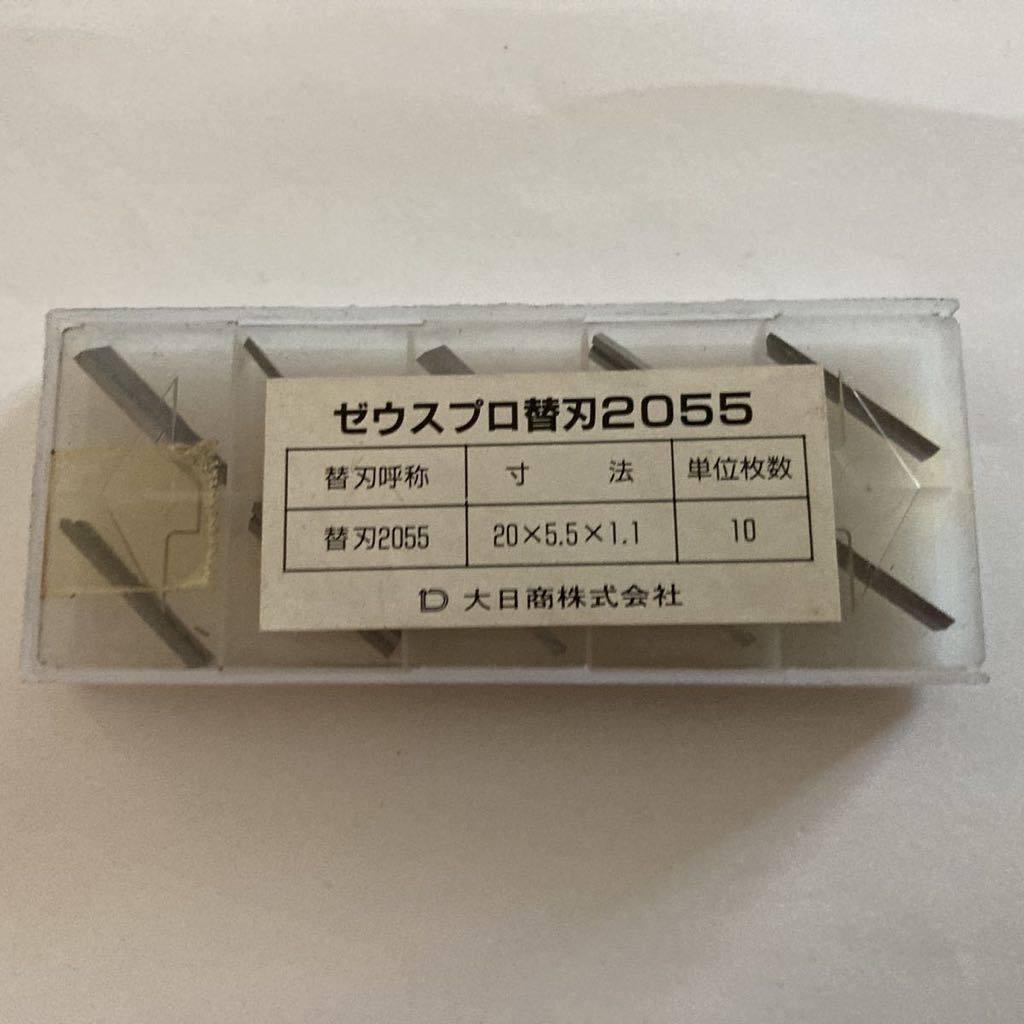 ゼウスプロ替刃2055
替刃呼称 寸 法 単位枚数
替刃2055 20×5.5×1.1 10
大日商株式会社